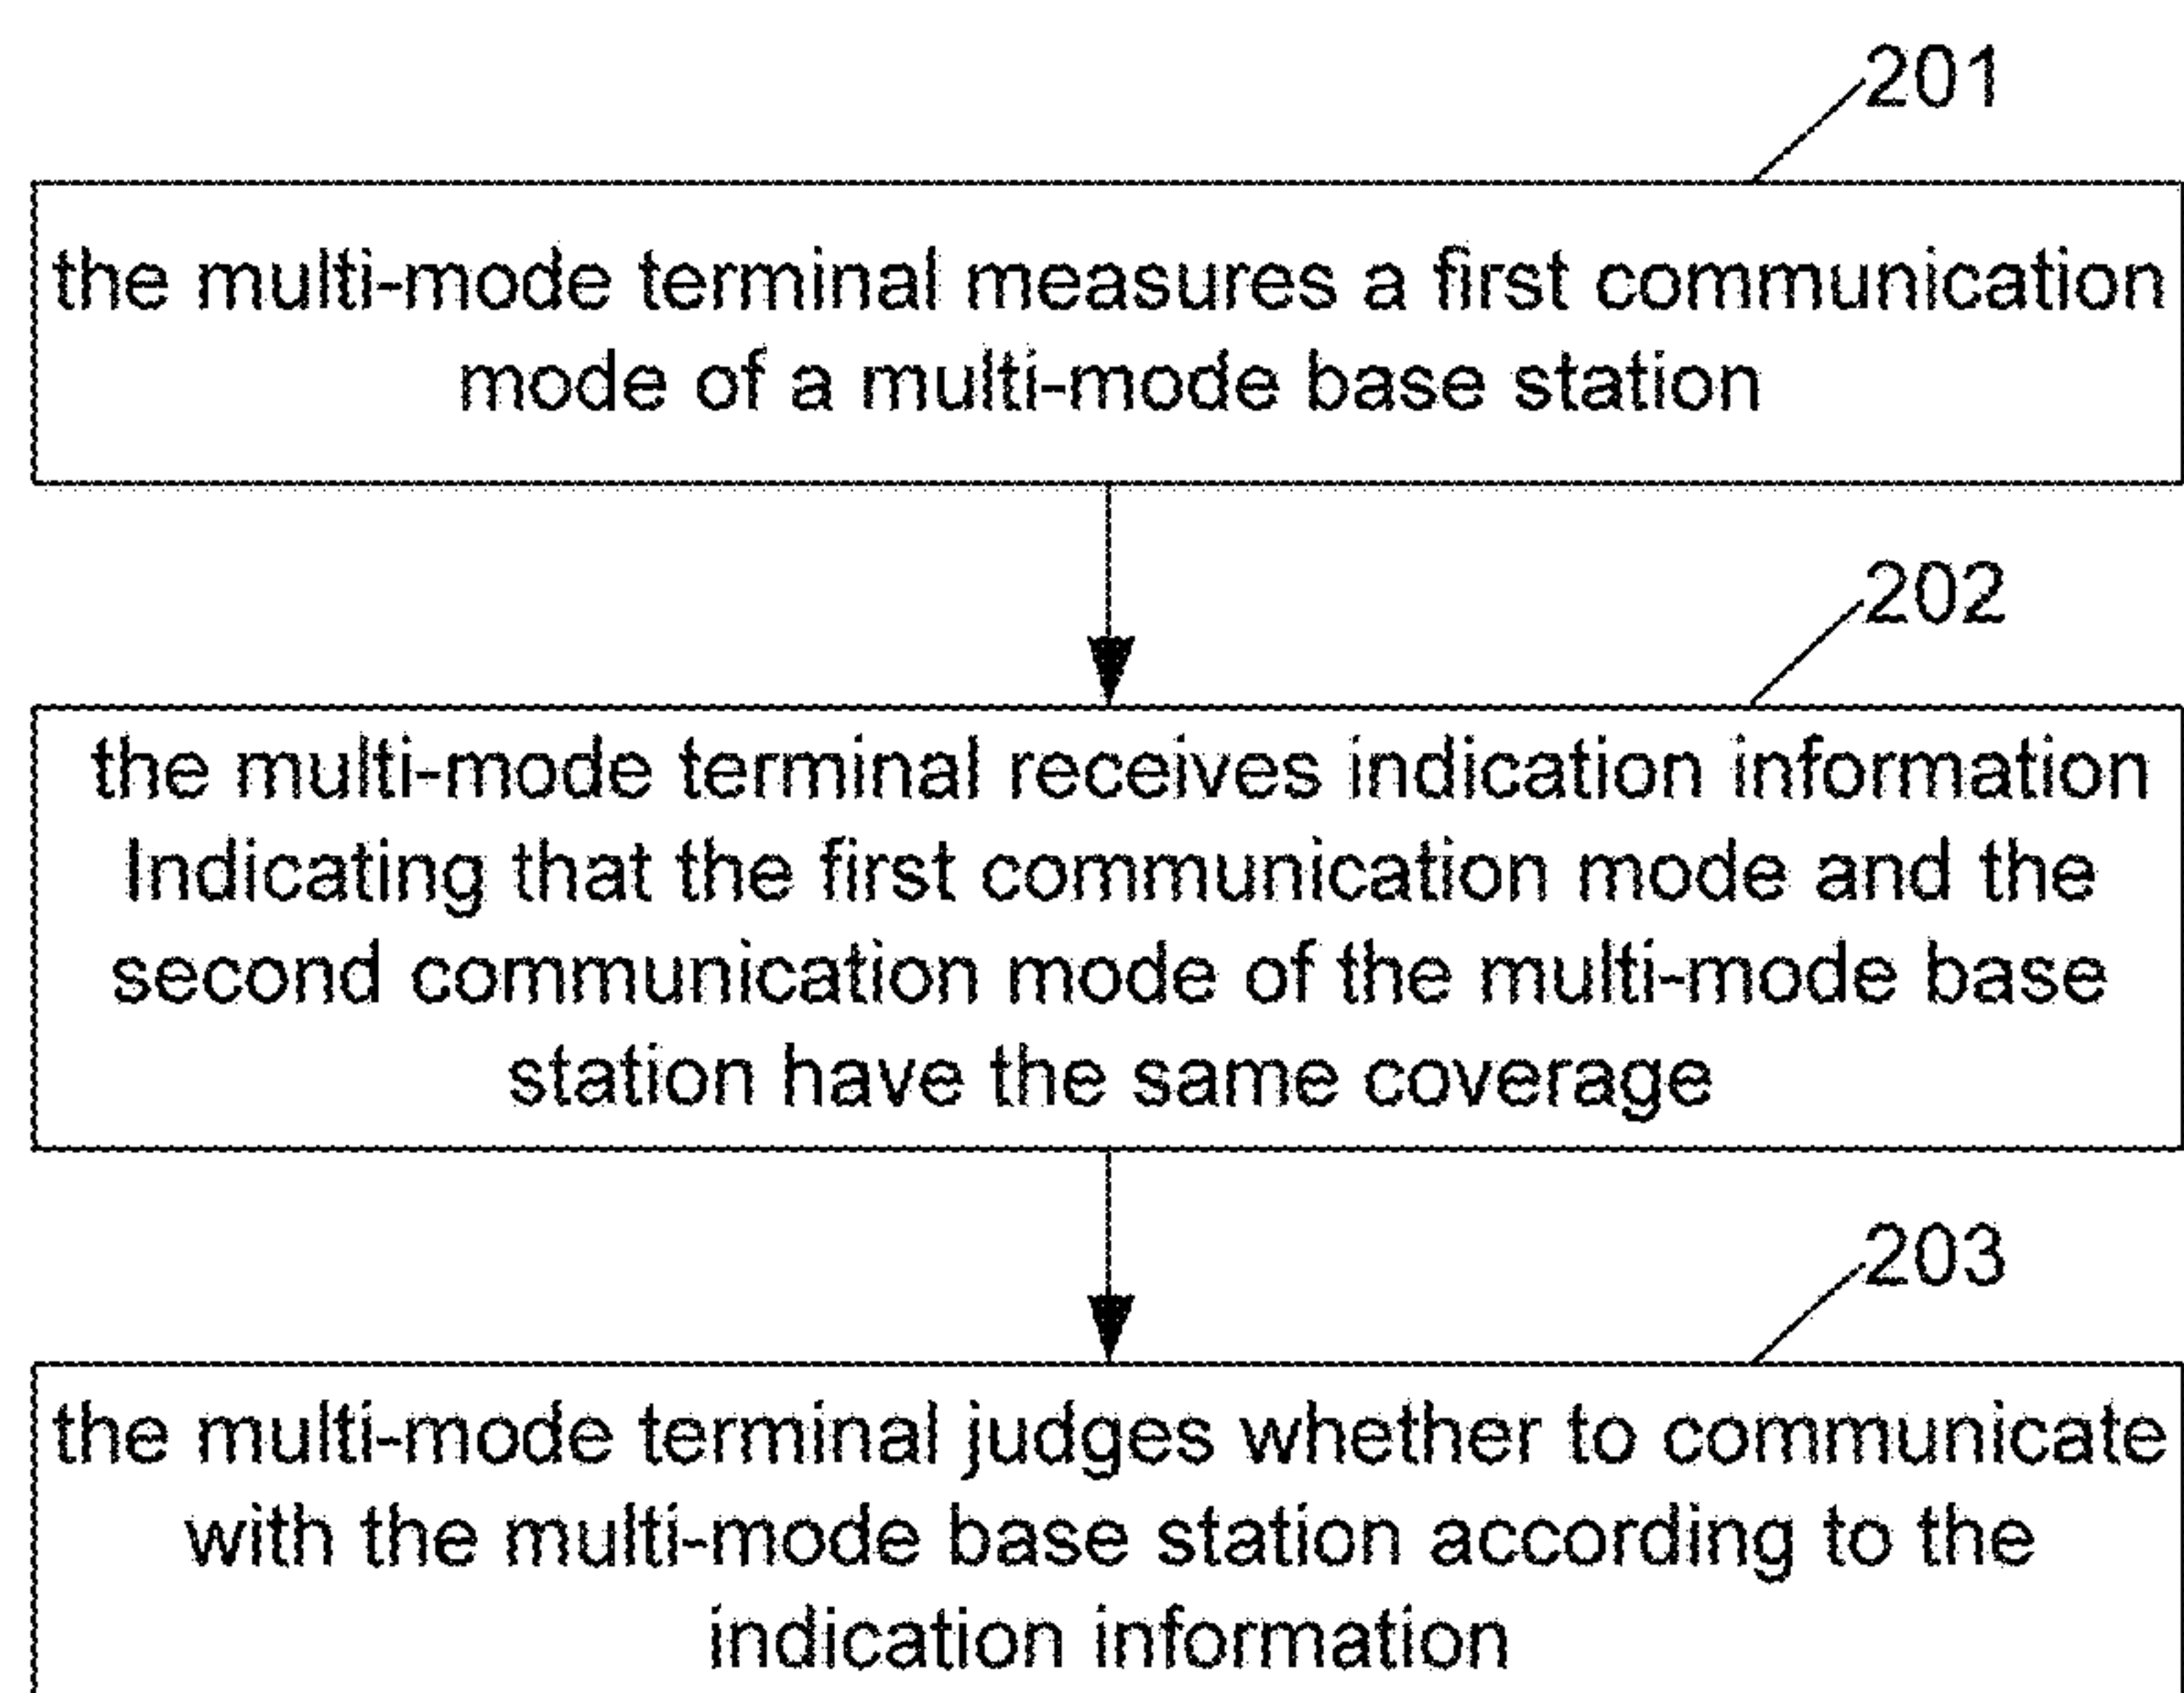 201
the multi-mode terminal measures a first communication
mode of a multi-mode base station
202
the multi-mode terminal receives indication information
Indicating that the first communication mode and the
second communication mode of the multi-mode base
station have the same coverage
203
the multi-mode terminal judges whether to communicate
with the multi-mode base station according to the
indication information